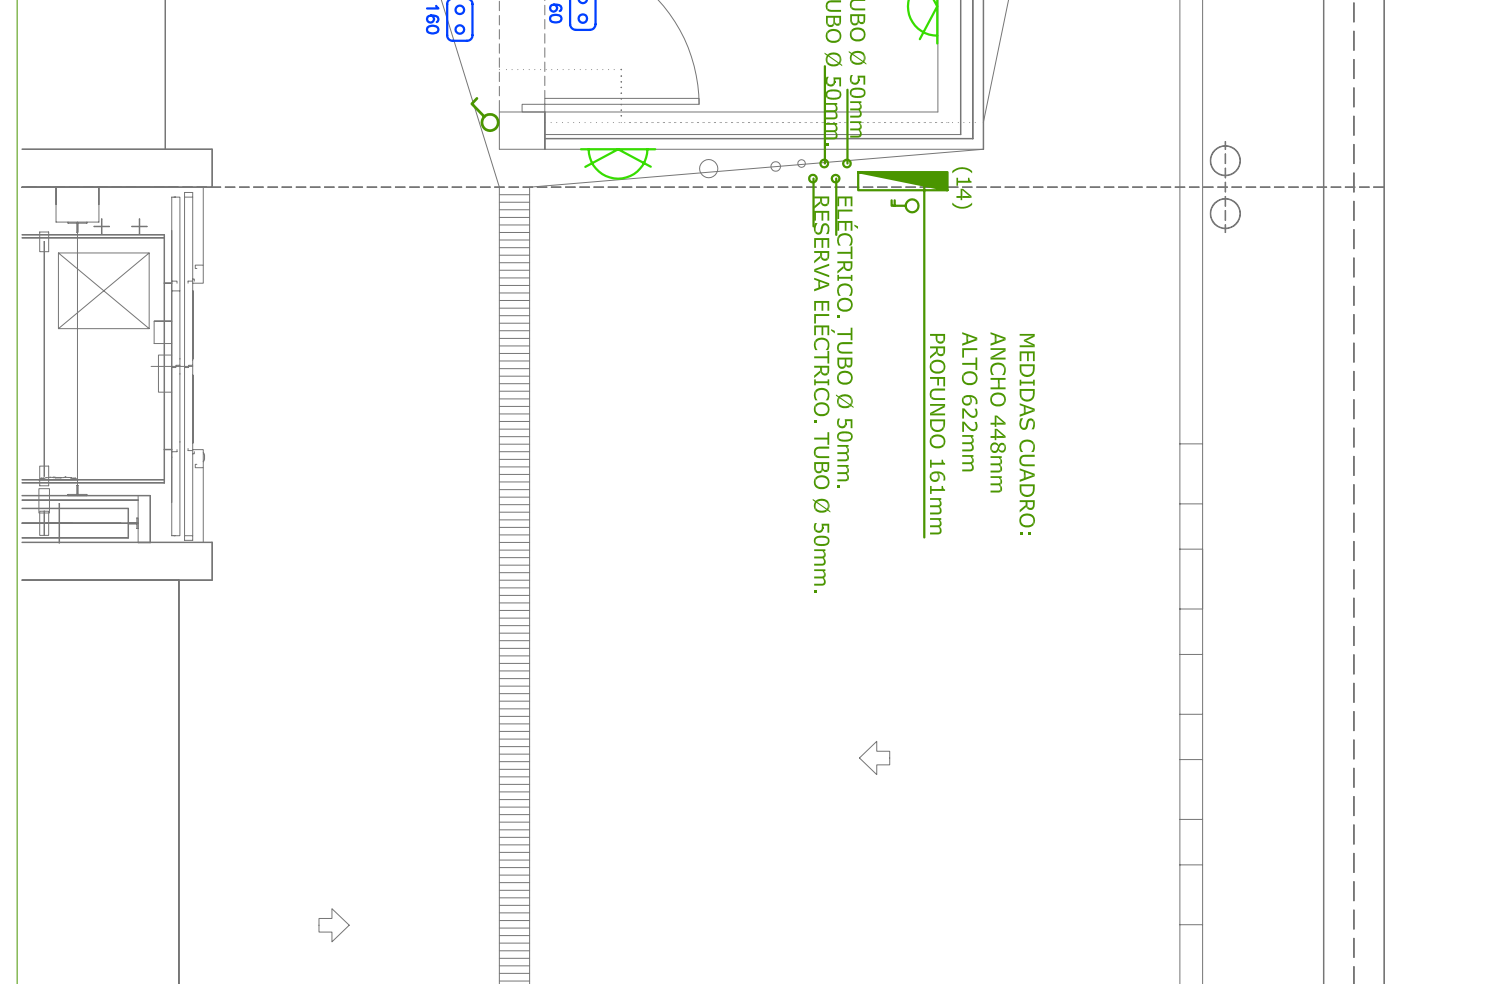 160
60
UBO Ø 50mm.
UBO Ø 50mm.
(14)
ELÉCTRICO. TUBO Ø 50mm.
RESERVA ELÉCTRICO. TUBO Ø 50mm.
MEDIDAS CUADRO:
ANCHO 448mm
ALTO 622mm
PROFUNDO 161mm